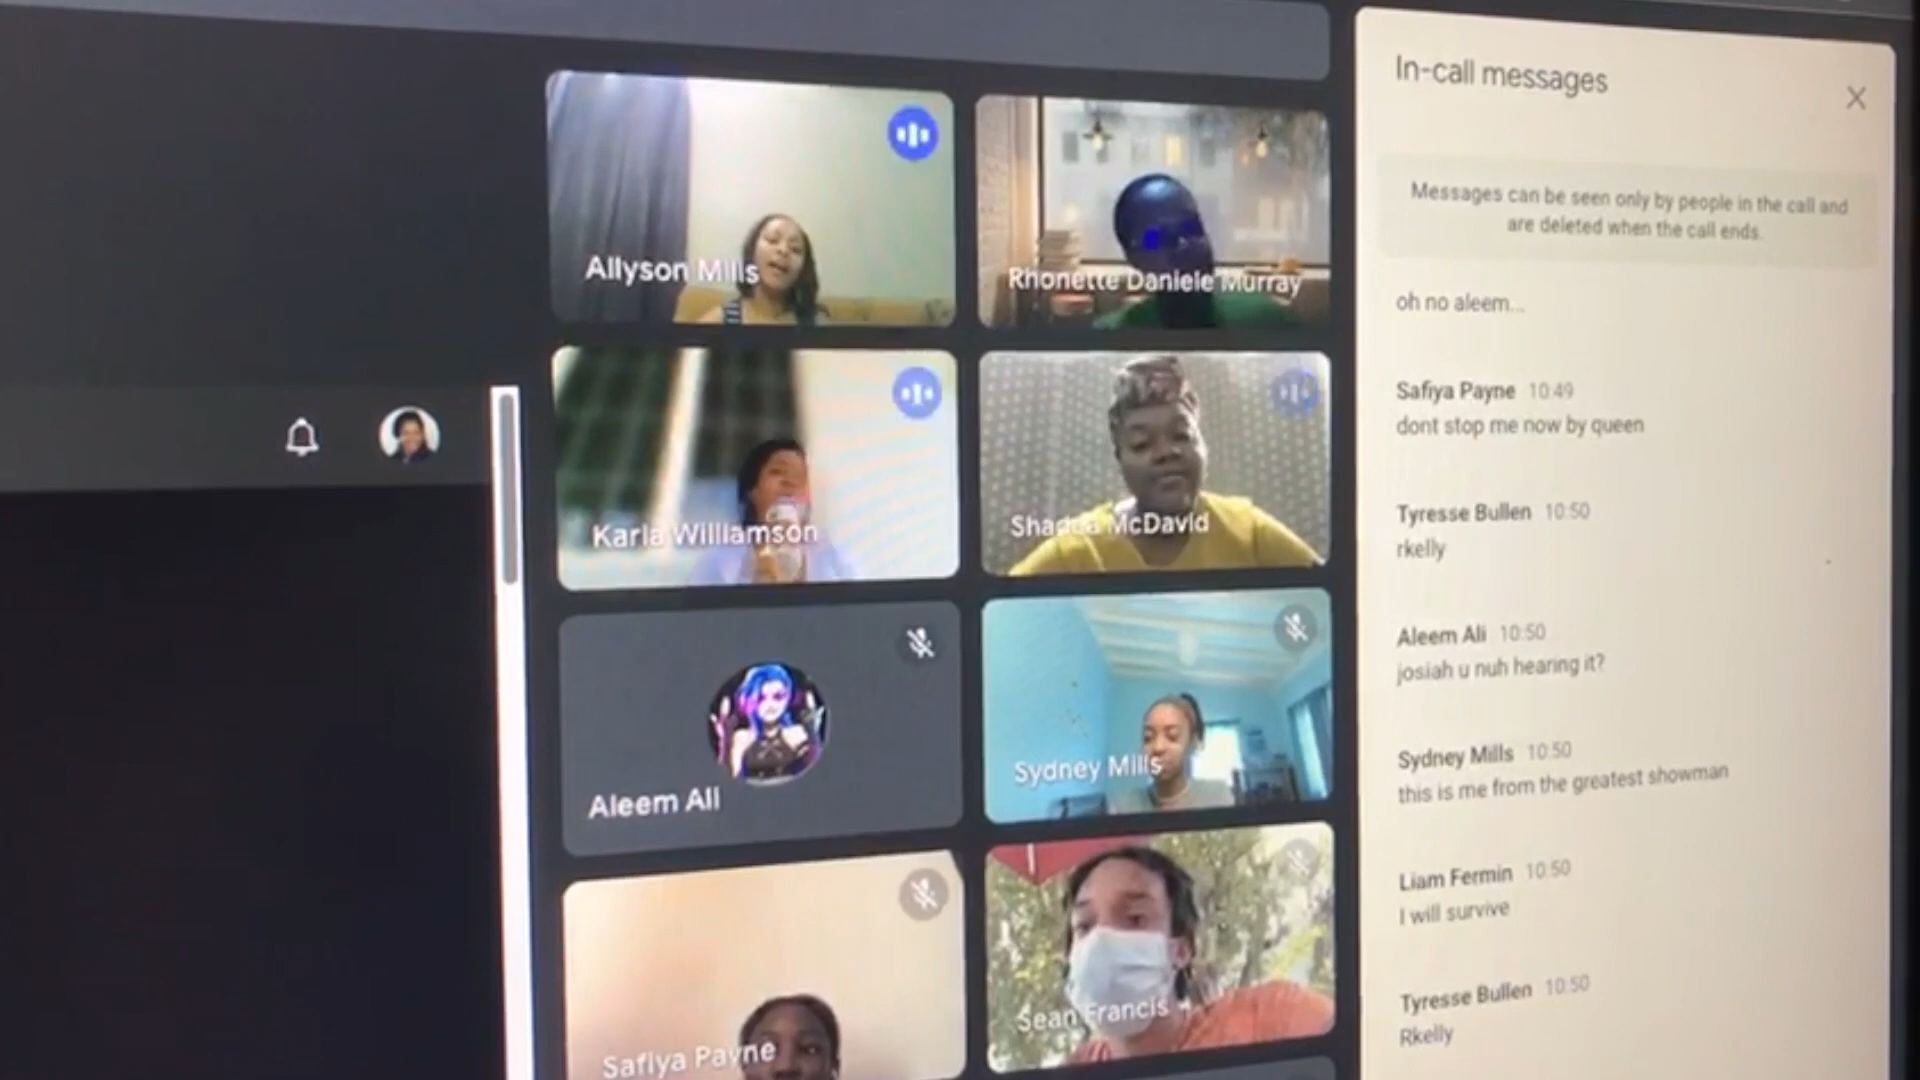 In-call messages
Messages can be seen only by people in the call and
are deleted when the call ends.
oh no aleem...
Safiya Payne 10:49
dont stop me now by queen
Tyresse Bullen 10:50
rkelly
Aleem Ali 10:50
josiah u nuh hearing it?
Sydney Mills 10:50
this is me from the greatest showman
Liam Fermin 10:50
I will survive
Tyresse Bullen 10:50
Rkelly
Allyson Mills
Rhonette Daniele Murray
Karla Williamson
McDavid
Aleem Ali
Sydney Mills
Safiya Payne
Sean Francis